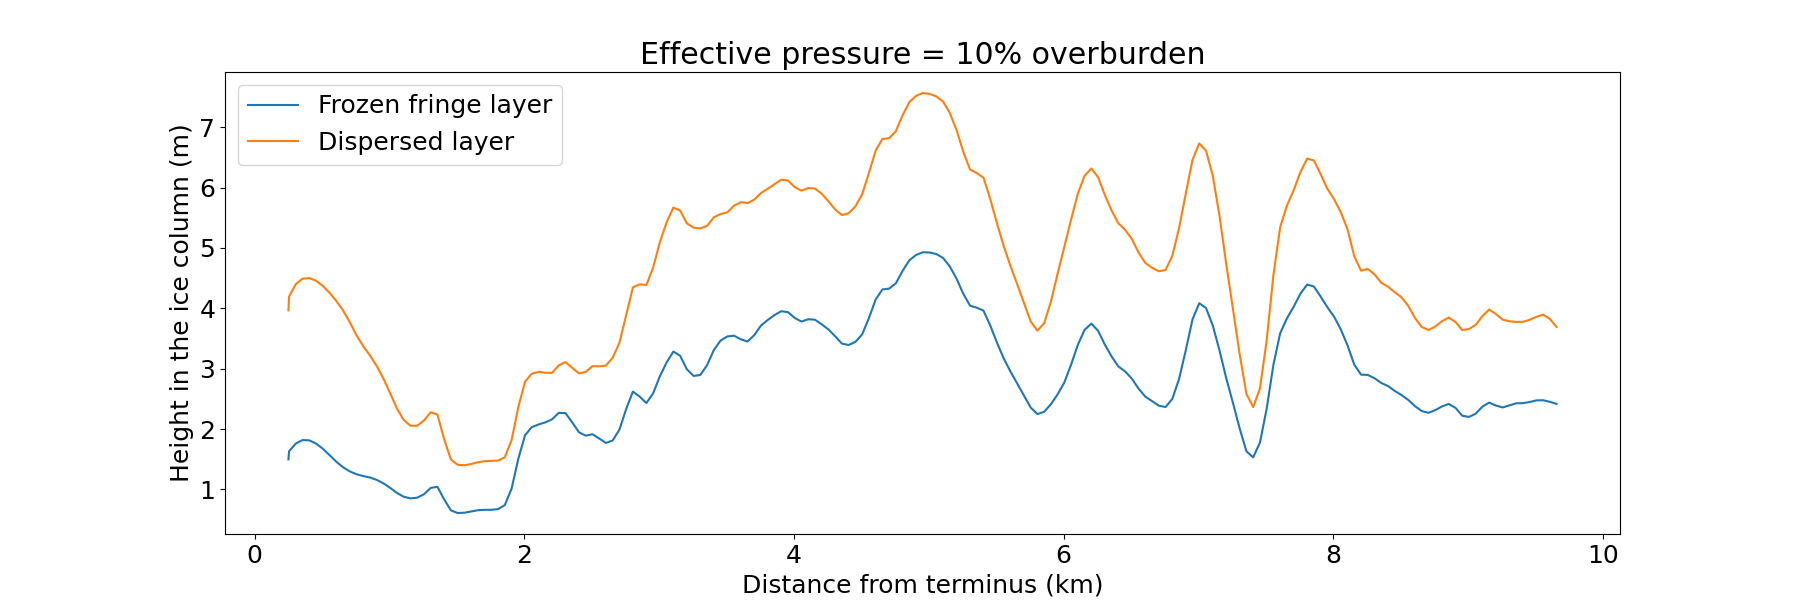 Effective pressure = 10% overburden
Frozen fringe layer
Dispersed layer
Height in the ice column (m)
7
6
5
4
3
2
1
0 2 4 6 8 10
Distance from terminus (km)